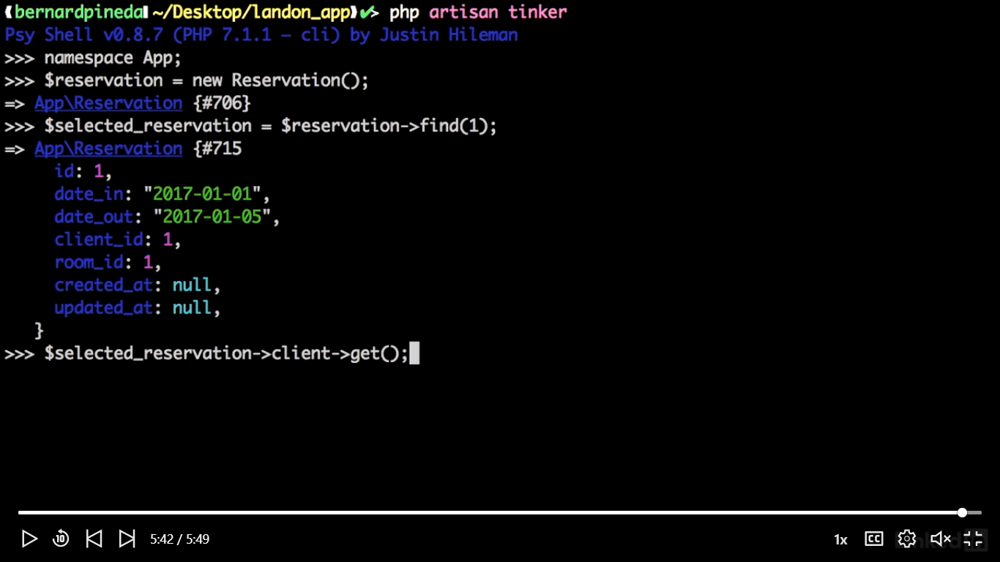 (bernardpineda ~/Desktop/landon_app)✔> php artisan tinker
Psy Shell v0.8.7 (PHP 7.1.1 — cli) by Justin Hileman
>>> namespace App;
>>> $reservation = new Reservation();
=> App\Reservation {#706}
>>> $selected_reservation = $reservation->find(1);
=> App\Reservation {#715
id: 1,
date_in: "2017-01-01",
date_out: "2017-01-05",
client_id: 1,
room_id: 1,
created_at: null,
updated_at: null,
}
>>> $selected_reservation->client->get();
10 5:42 / 5:49 1x CC